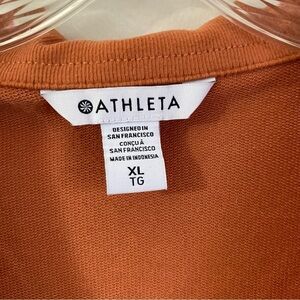 ATHLETA
DESIGNED IN
SAN FRANCISCO
CONÇU À
SAN FRANCISCO
MADE IN INDONESIA
XL
TG